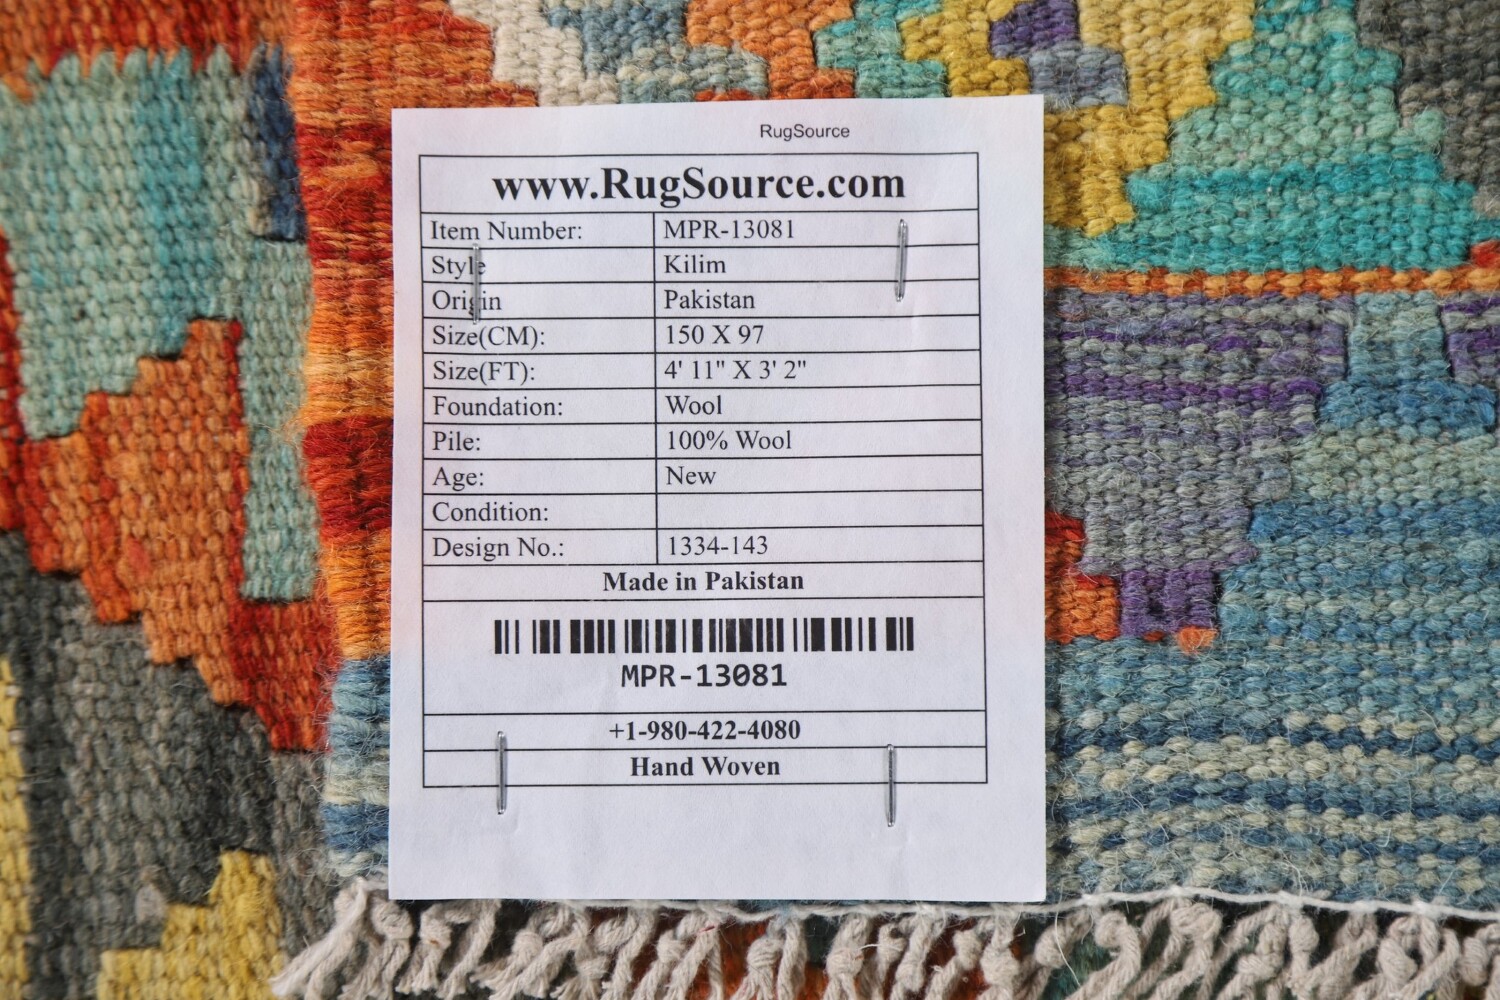 RugSource
www.RugSource.com
Item Number: MPR-13081
Style Kilim
Origin Pakistan
Size(CM): 150 X 97
Size(FT): 4' 11" X 3' 2"
Foundation: Wool
Pile: 100% Wool
Age: New
Condition:
Design No.: 1334-143
Made in Pakistan
MPR-13081
+1-980-422-4080
Hand Woven